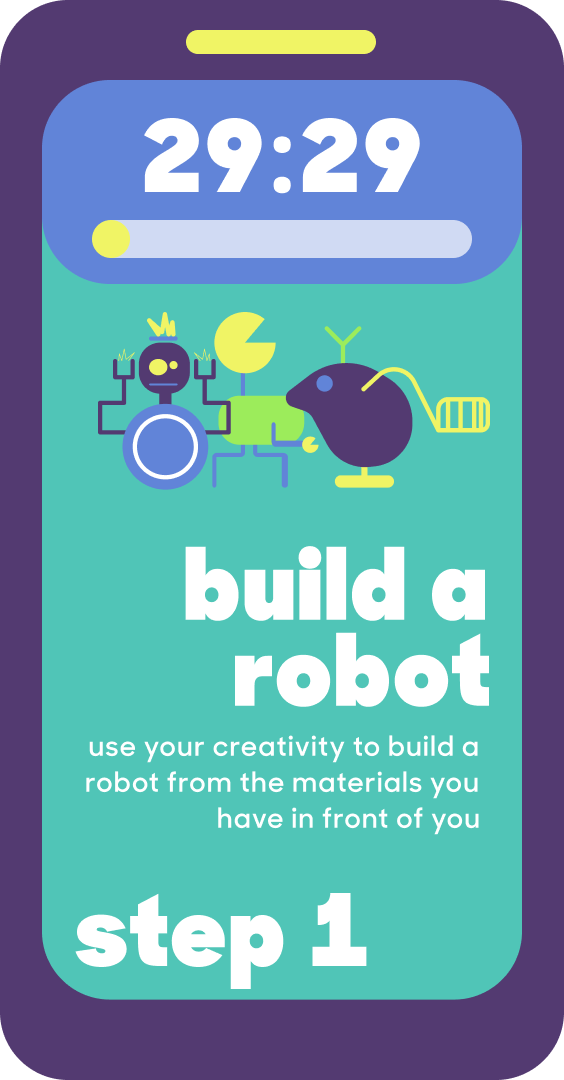 29:29
build a
robot
use your creativity to build a
robot from the materials you
have in front of you
step 1